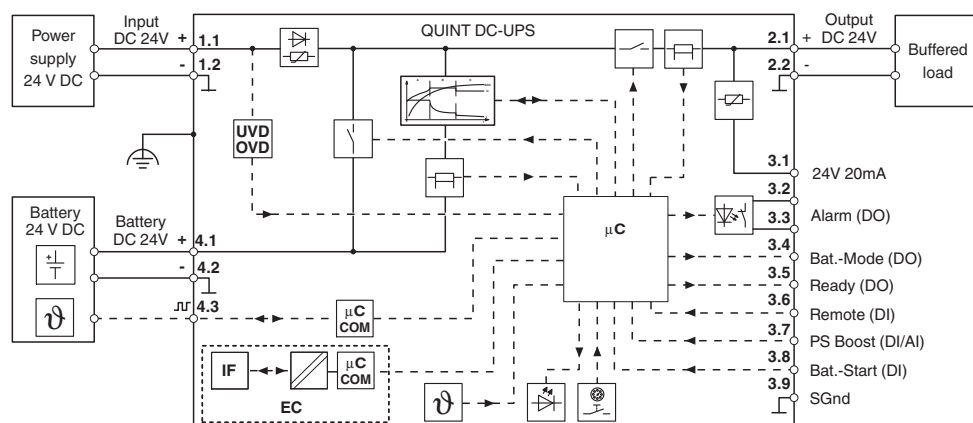 Power supply 24 V DC
Input
DC 24V
+
1.1
-
1.2
QUINT DC-UPS
2.1
+
Output
DC 24V
2.2
-
Buffered load
UVD
OVD
3.1
24V 20mA
3.2
3.3
Alarm (DO)
µC
Battery
24 V DC
Battery
DC 24V
+
4.1
-
4.2
4.3
+
ϑ
µC
COM
3.4
Bat.-Mode (DO)
3.5
Ready (DO)
3.6
Remote (DI)
3.7
PS Boost (DI/AI)
3.8
Bat.-Start (DI)
3.9
SGnd
IF
µC
COM
EC
ϑ